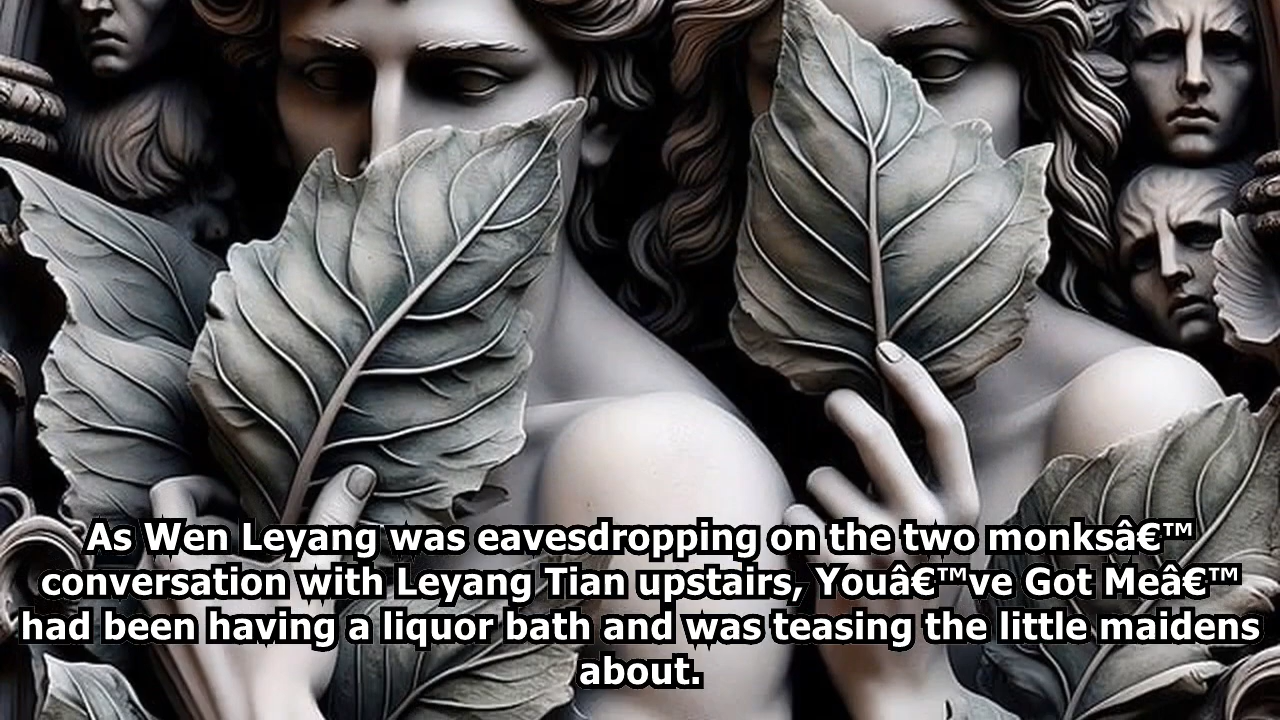 As Wen Leyang was eavesdropping on the two monksâ€™
conversation with Leyang Tian upstairs, Youâ€™ve Got Meâ€™
had been having a liquor bath and was teasing the little maidens
about.